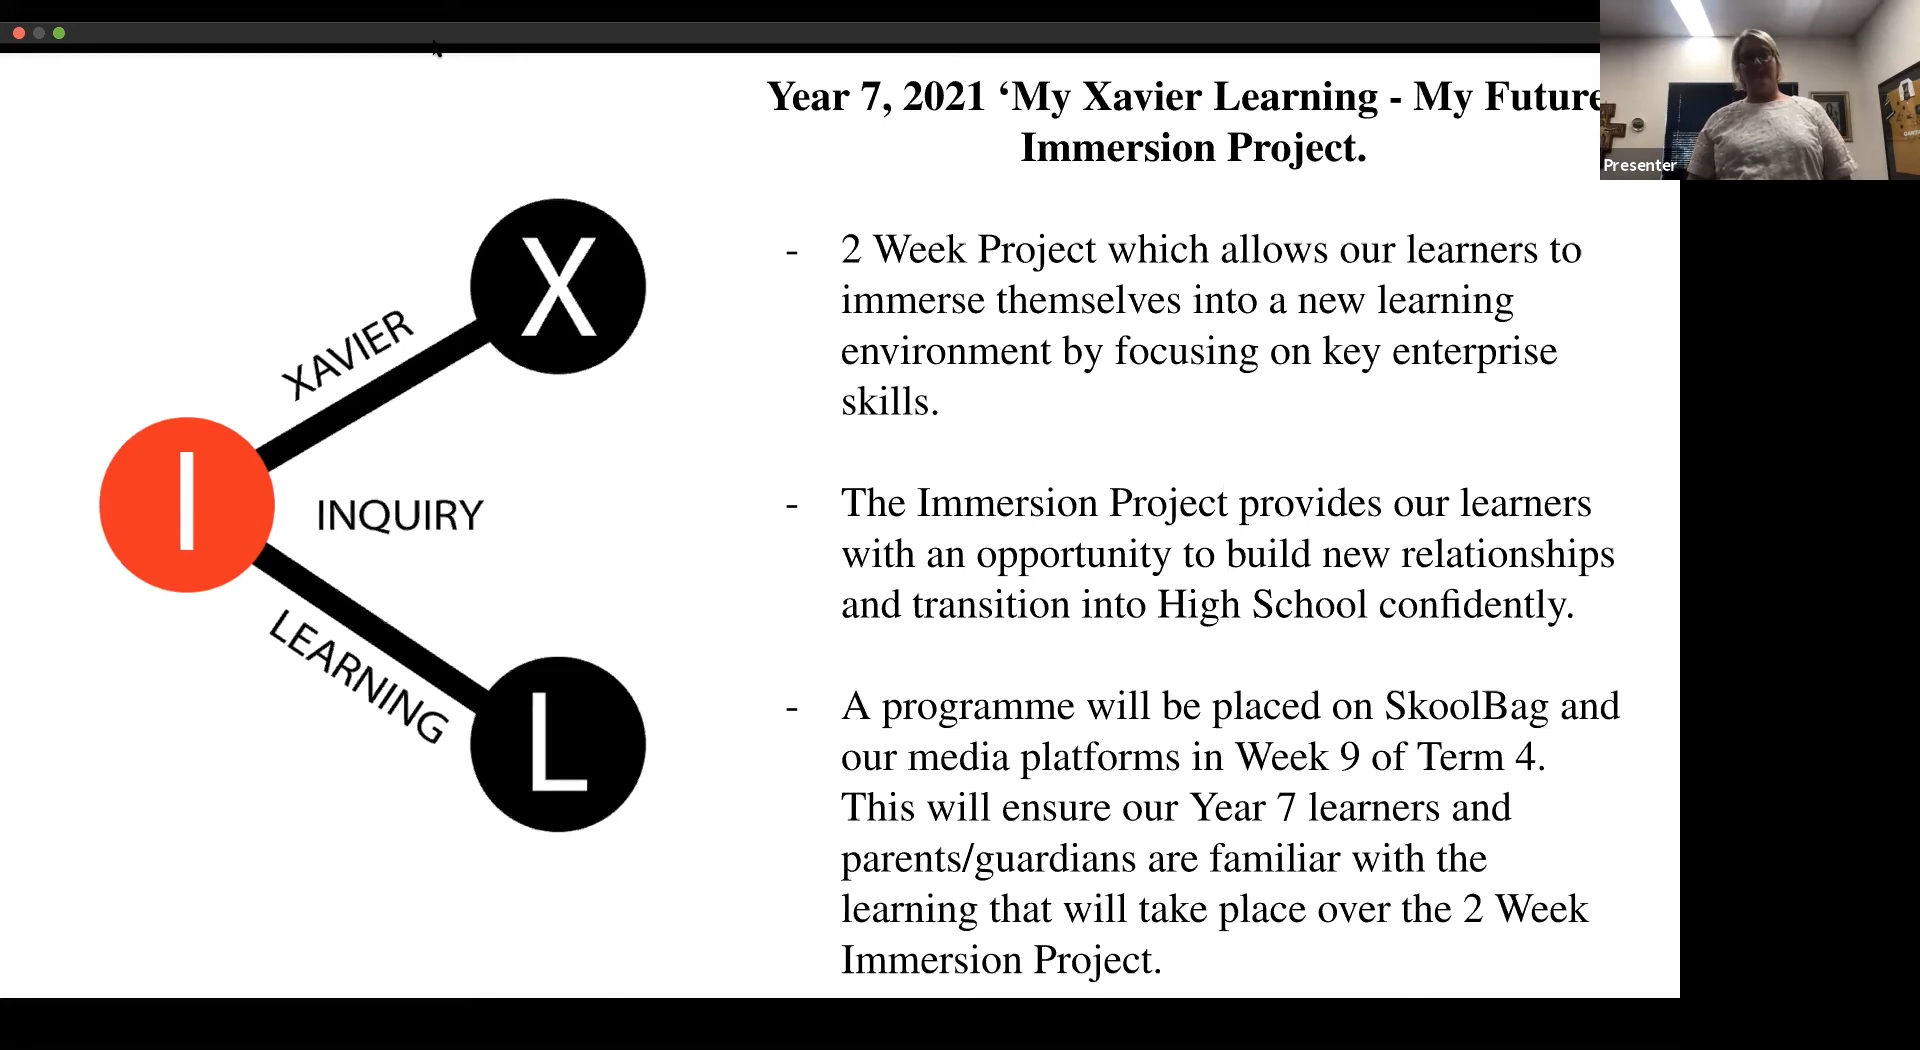 Year 7, 2021 ‘My Xavier Learning - My Future
Immersion Project.
Presenter
X
XAVIER
I
INQUIRY
LEARNING
L
- 2 Week Project which allows our learners to
immerse themselves into a new learning
environment by focusing on key enterprise
skills.
- The Immersion Project provides our learners
with an opportunity to build new relationships
and transition into High School confidently.
- A programme will be placed on SkoolBag and
our media platforms in Week 9 of Term 4.
This will ensure our Year 7 learners and
parents/guardians are familiar with the
learning that will take place over the 2 Week
Immersion Project.